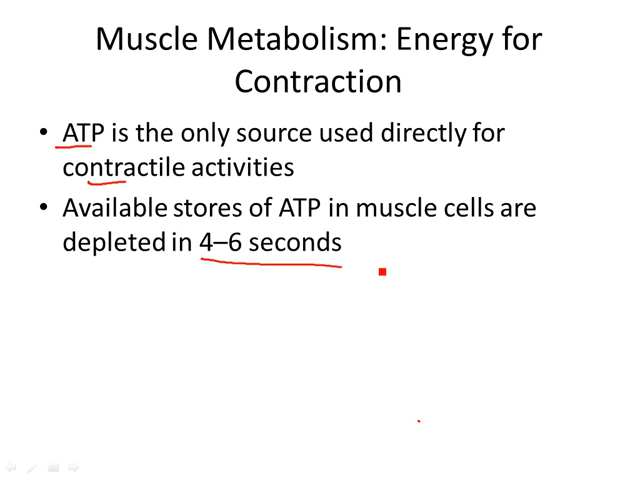 Muscle Metabolism: Energy for
Contraction
• ATP is the only source used directly for
contractile activities
• Available stores of ATP in muscle cells are
depleted in 4–6 seconds